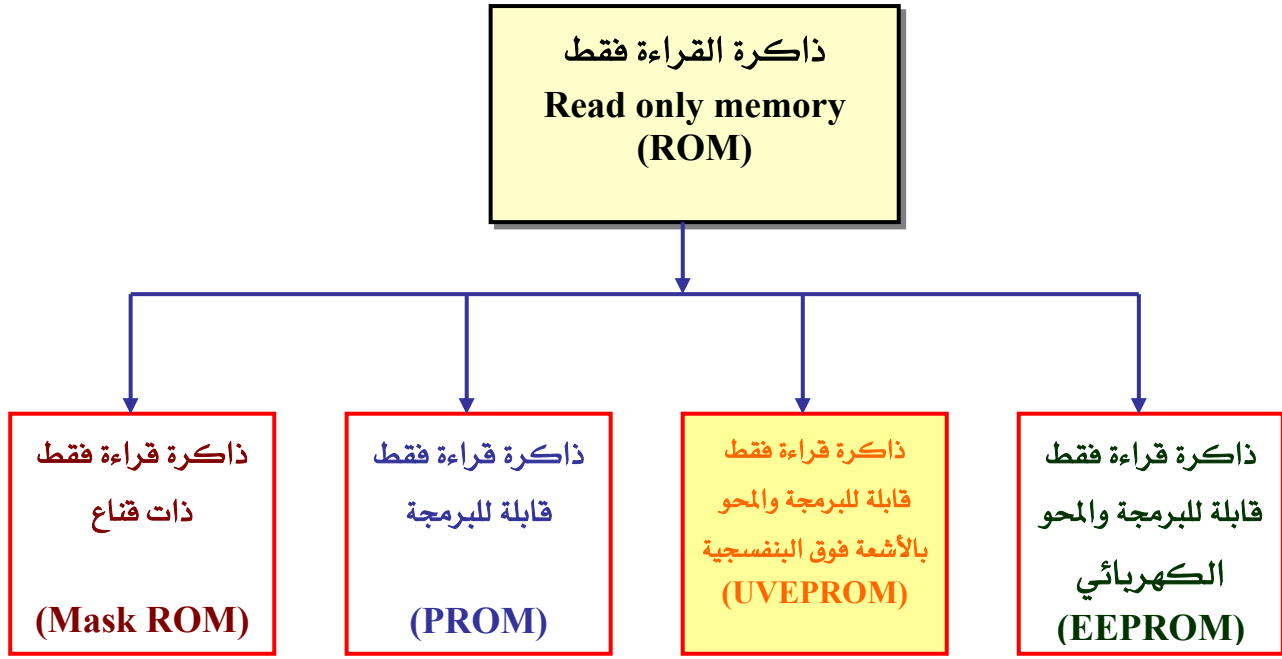 ذاكرة القراءة فقط
Read only memory
(ROM)
ذاكرة قراءة فقط
ذات قناع
(Mask ROM)
ذاكرة قراءة فقط
قابلة للبرمجة
(PROM)
ذاكرة قراءة فقط
قابلة للبرمجة والمحو
بالأشعة فوق البنفسجية
(UVEPROM)
ذاكرة قراءة فقط
قابلة للبرمجة والمحو
الكهربائي
(EEPROM)